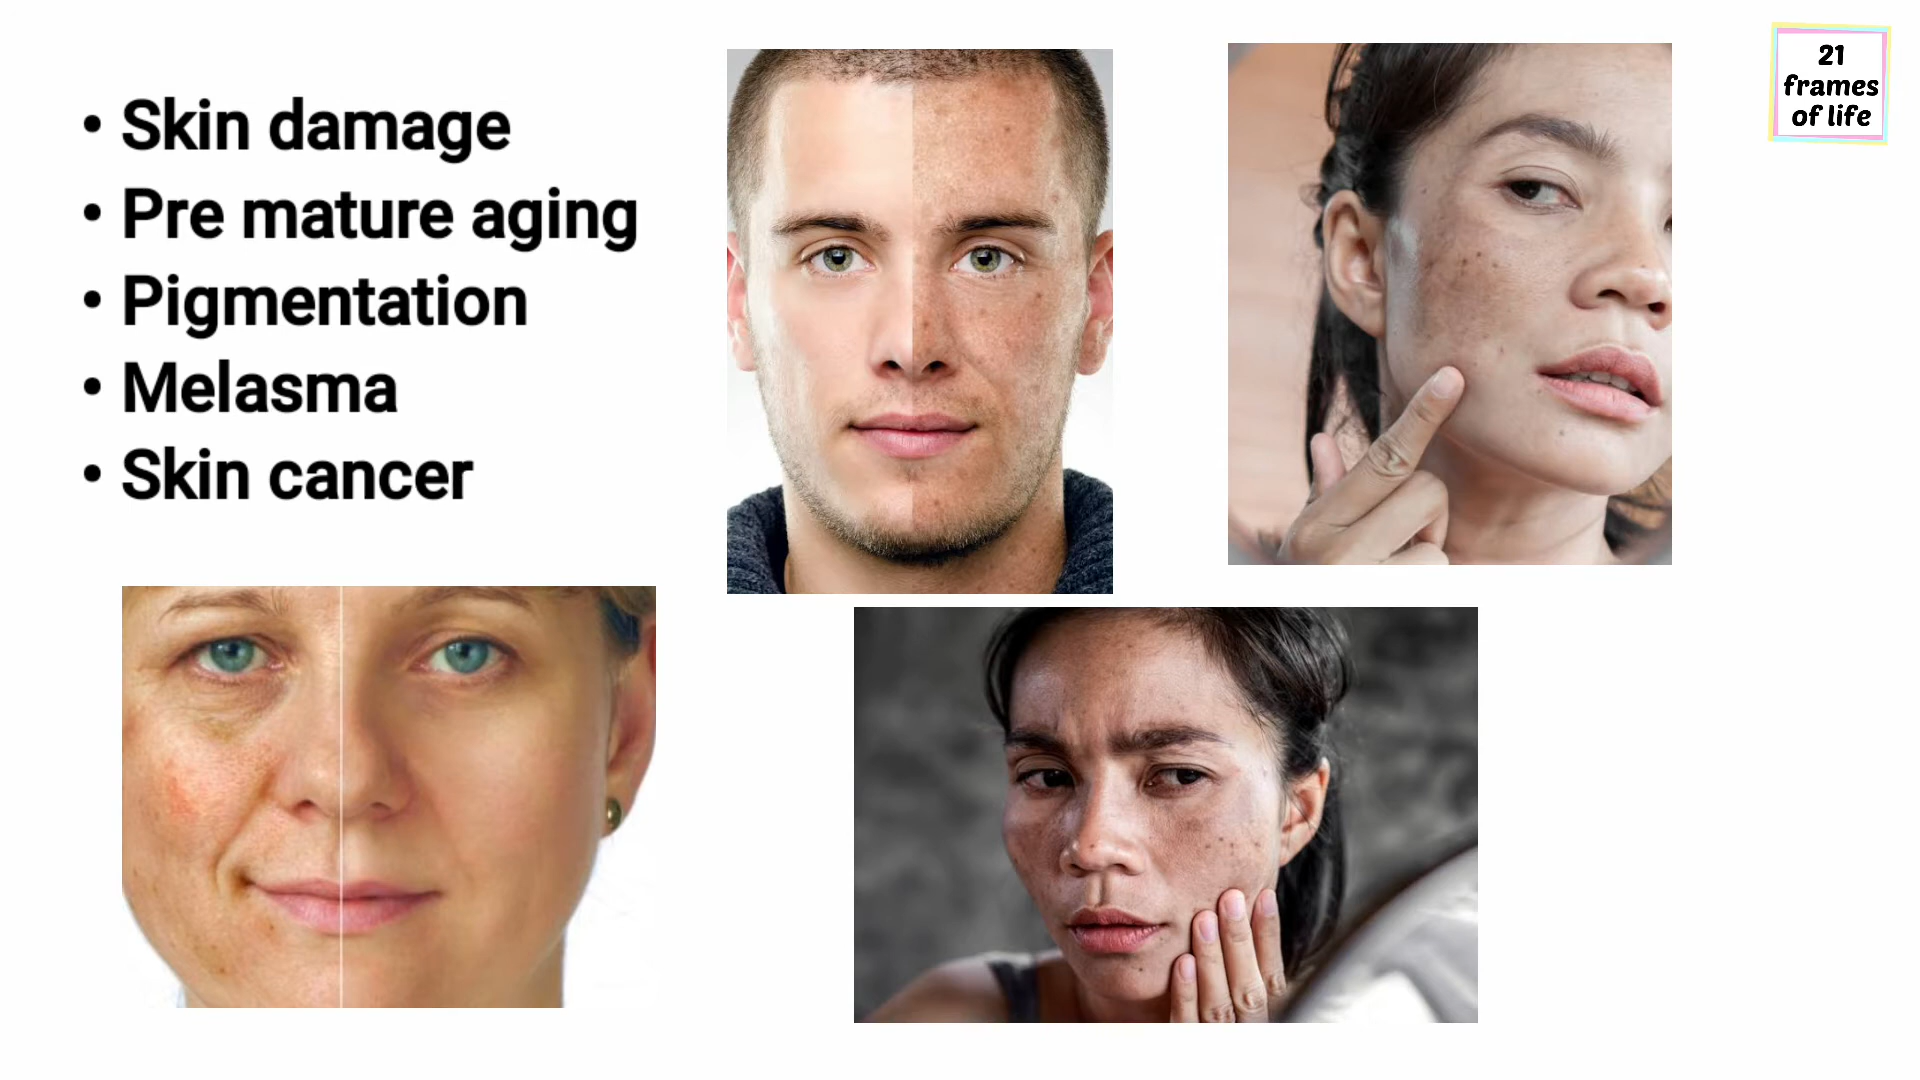 • Skin damage
• Pre mature aging
• Pigmentation
• Melasma
• Skin cancer
21
frames
of life